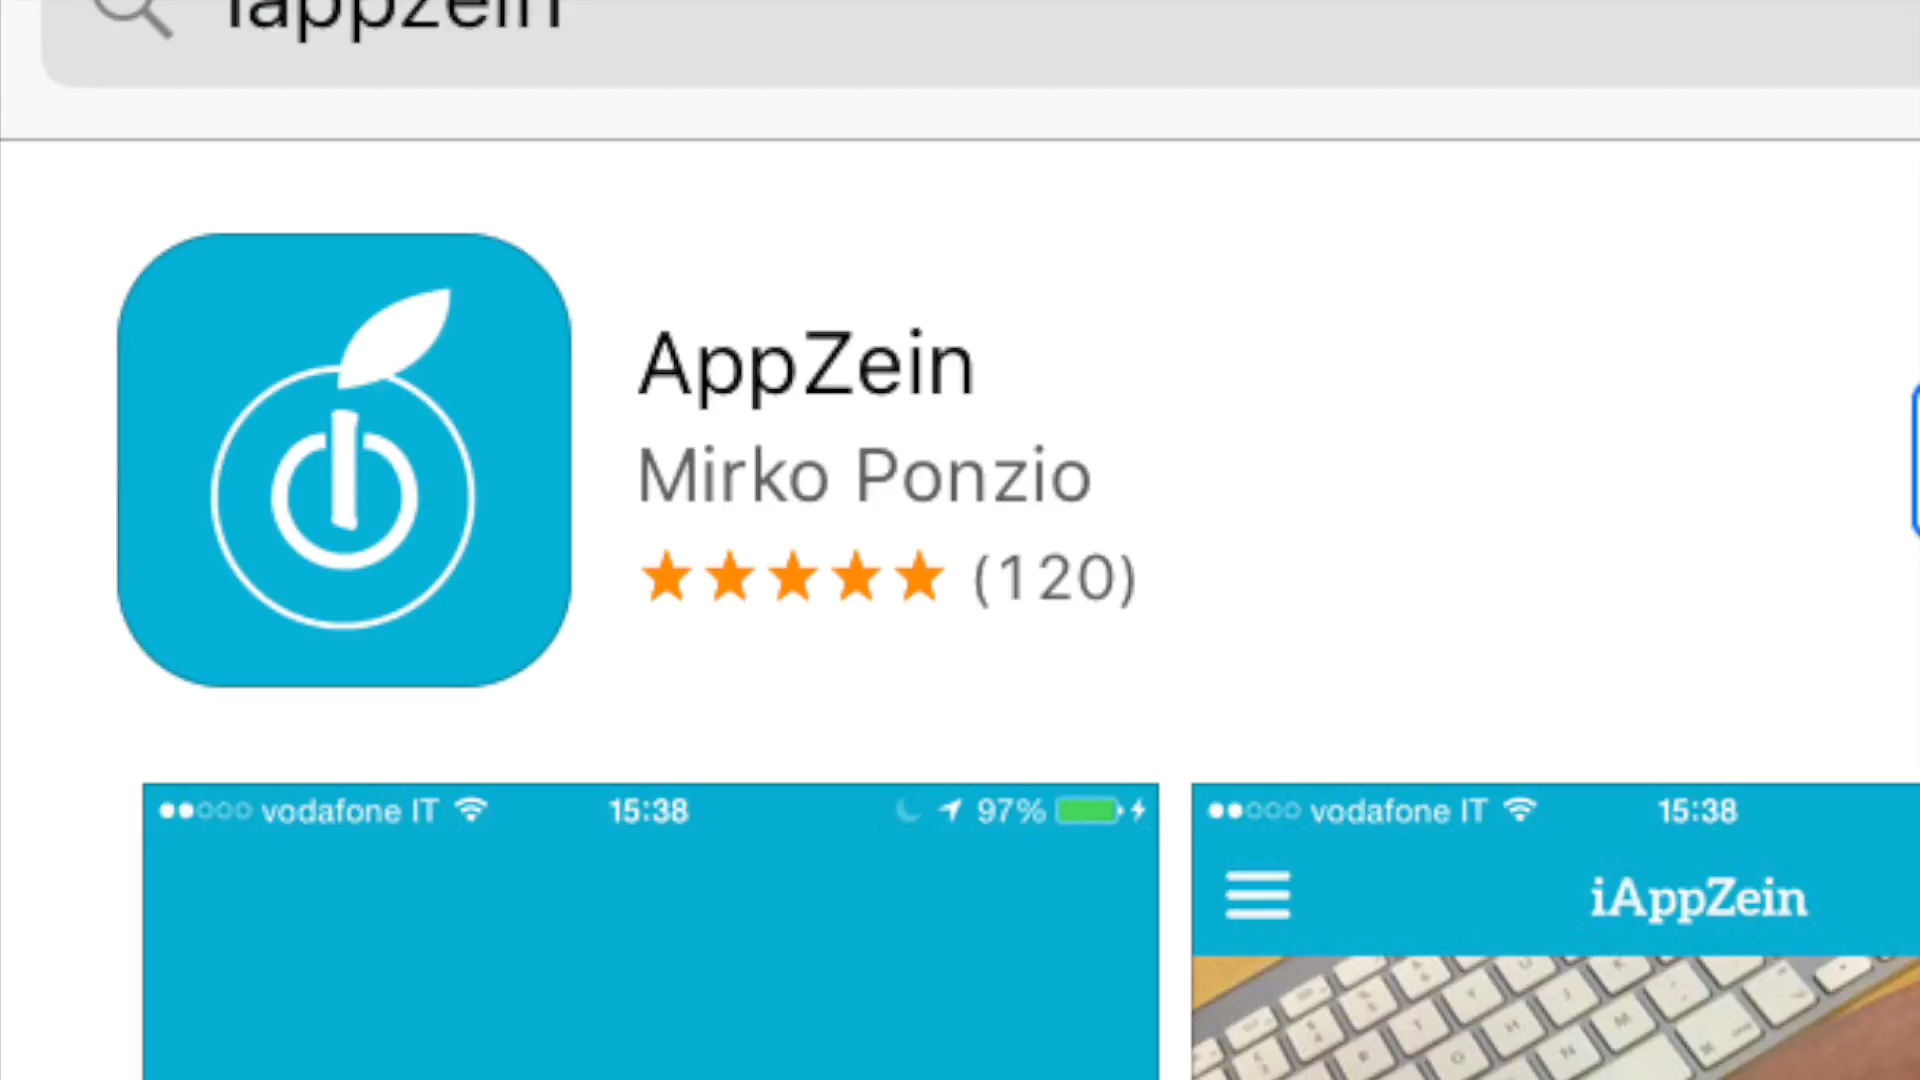 iappzein
AppZein
Mirko Ponzio
(120)
vodafone IT 15:38 97%
vodafone IT 15:38
iAppZein